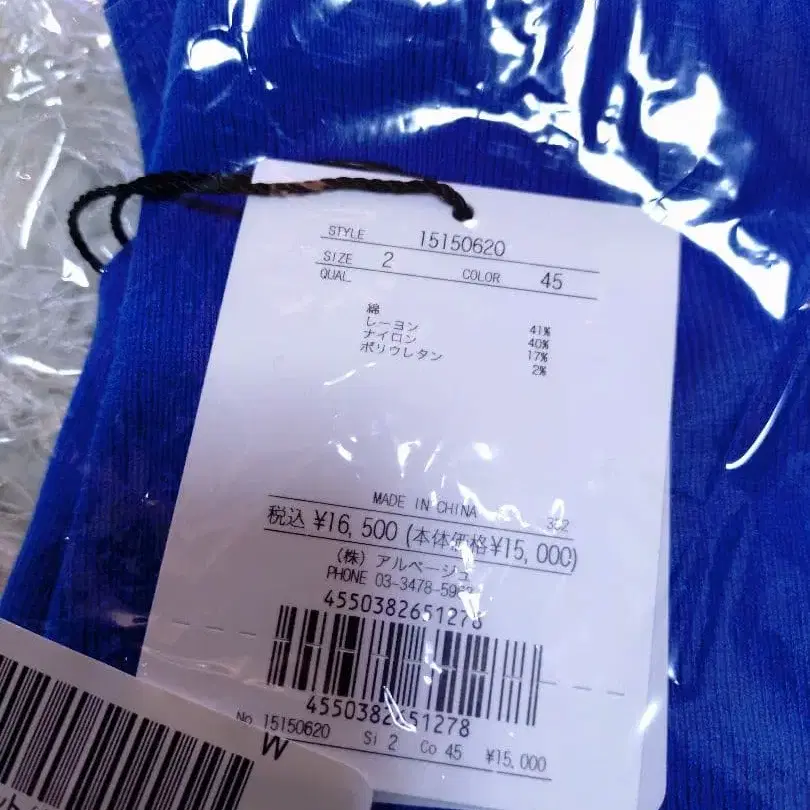 STYLE 15150620
SIZE 2 COLOR 45
QUAL
綿 41%
レーヨン 40%
ナイロン 17%
ポリウレタン 2%
MADE IN CHINA
税込 ¥16,500 (本体価格¥15,000)
(株) アルページュ
PHONE 03-3478-
4550382651278
4550382651278
No 15150620 Si 2 Co 45 ¥15,000
W